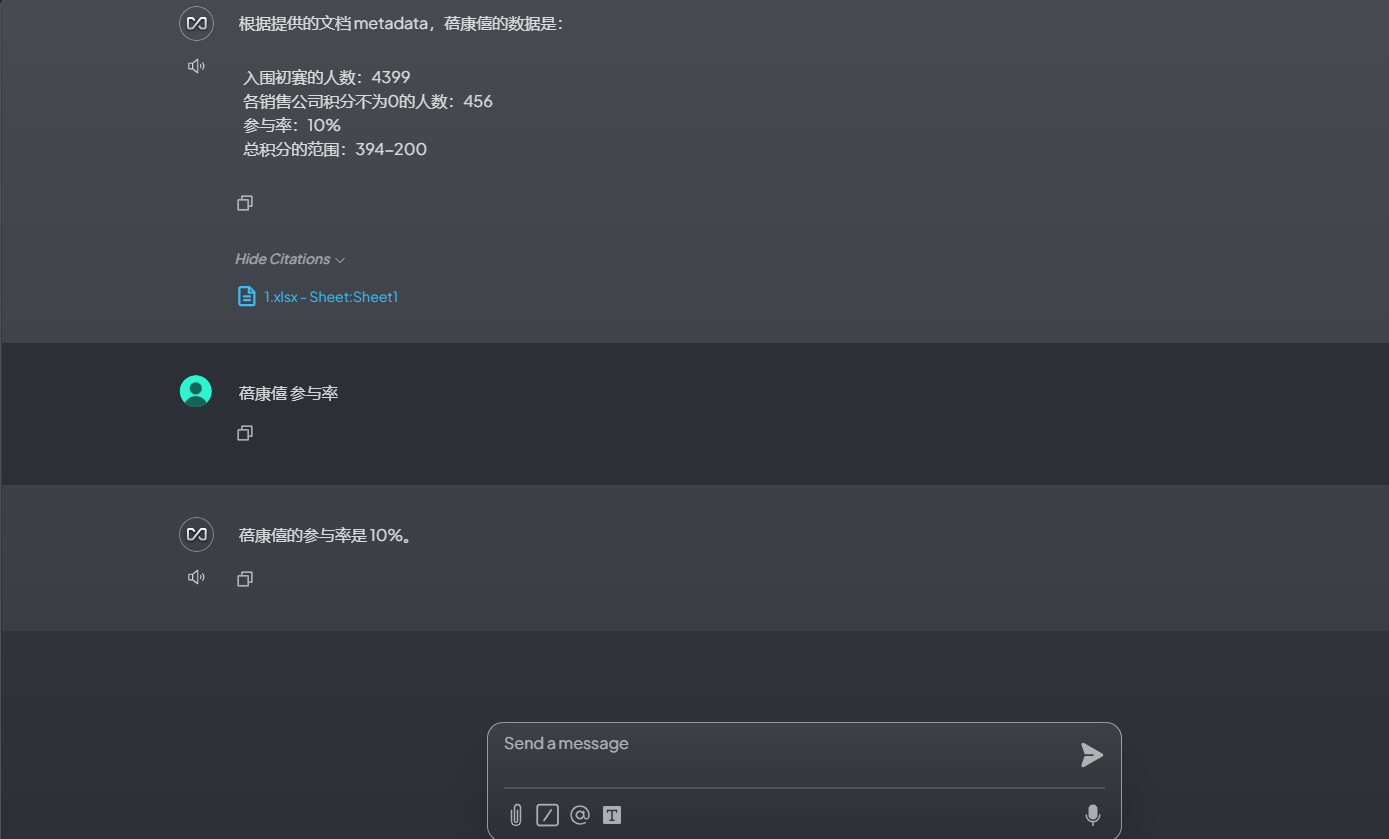 根据提供的文档 metadata，蓓康僖的数据是：
入围初赛的人数：4399
各销售公司积分不为0的人数：456
参与率：10%
总积分的范围：394-200
Hide Citations
1.xlsx - Sheet:Sheet1
蓓康僖 参与率
蓓康僖的参与率是 10%。
Send a message